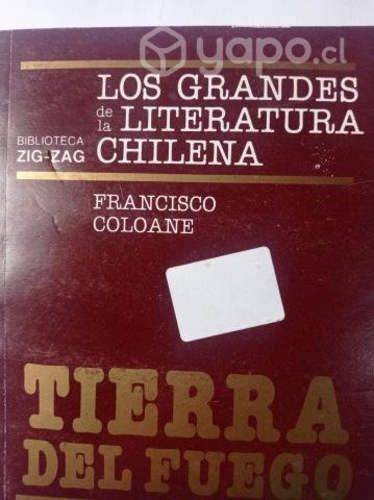 yapo.cl
LOS GRANDES
de la LITERATURA
BIBLIOTECA
ZIG-ZAG
CHILENA
FRANCISCO
COLOANE
TIERRA
DEL FUEGO